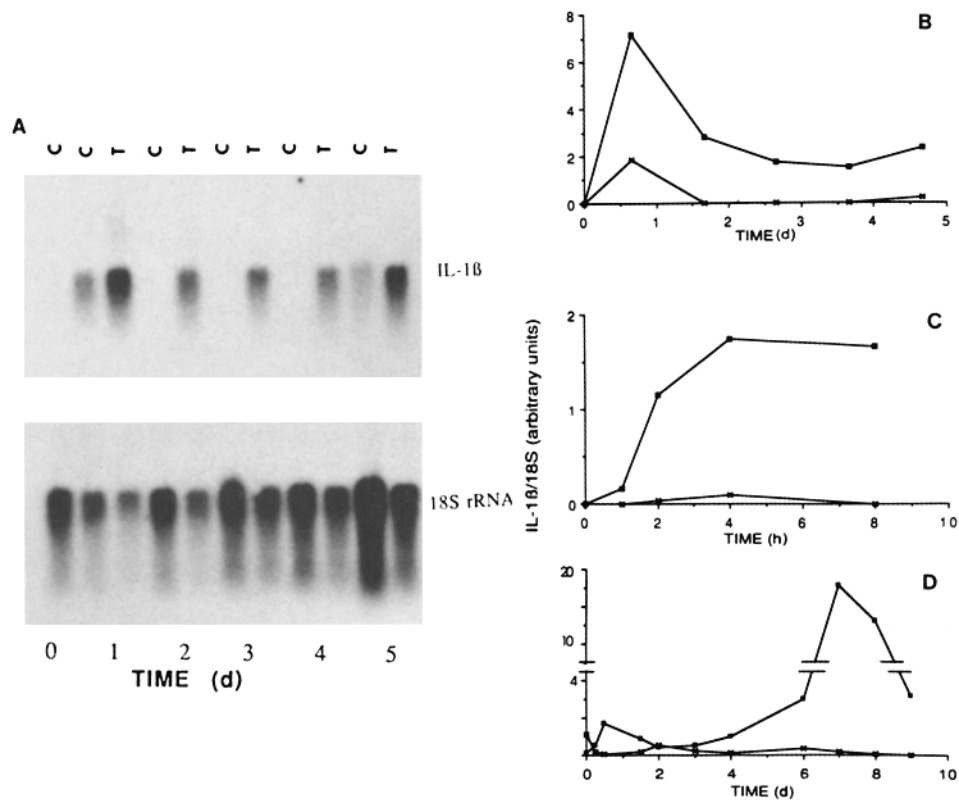 A
C C T C T C T C T C T
IL-1ß
18S rRNA
0 1 2 3 4 5
TIME (d)
B
8
6
4
2
0
0 1 2 3 4 5
TIME (d)
IL-1ß/18S (arbitrary units)
C
2
1
0
0 2 4 6 8 10
TIME (h)
D
20
10
4
0
0 2 4 6 8 10
TIME (d)